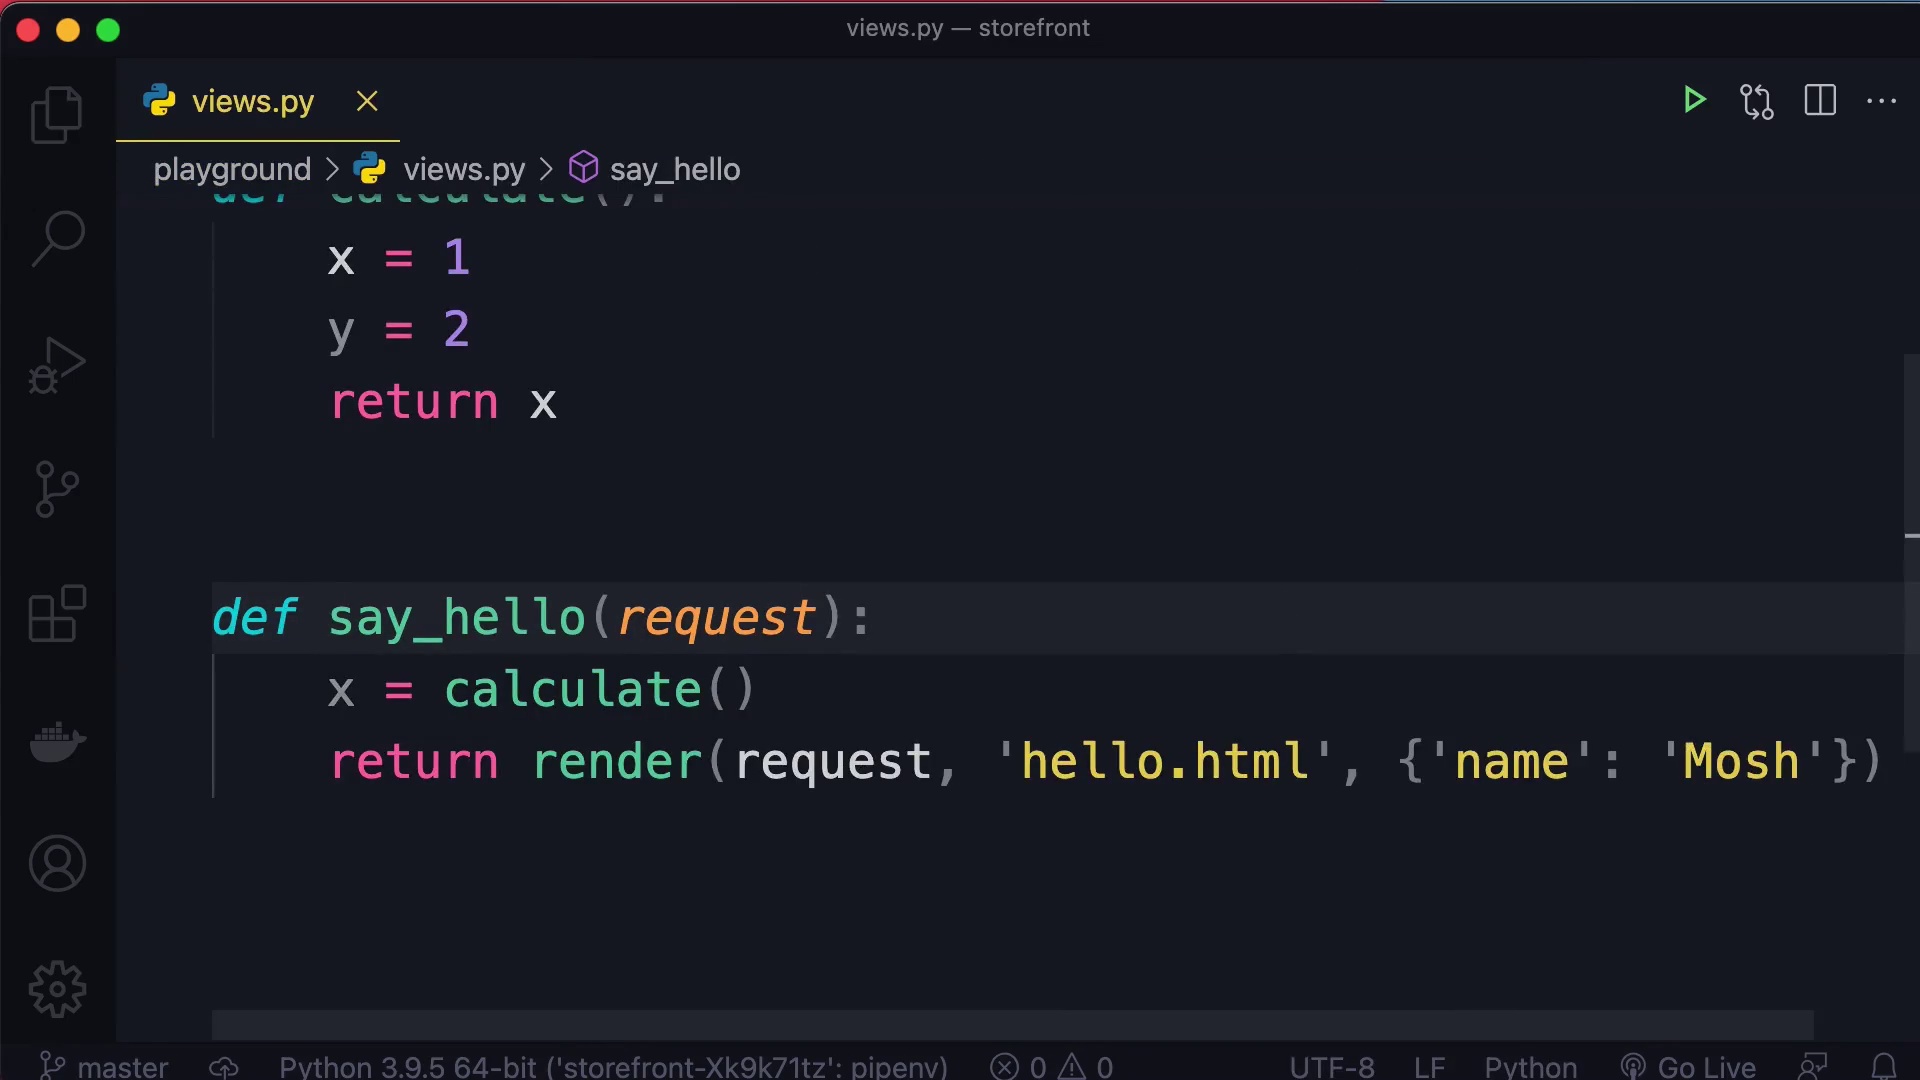 views.py — storefront
views.py
playground > views.py > say_hello
def calculate():
x = 1
y = 2
return x
def say_hello(request):
x = calculate()
return render(request, 'hello.html', {'name': 'Mosh'})
master Python 3.9.5 64-bit ('storefront-Xk9k71tz': pipenv) 0 0 UTF-8 LF Python Go Live